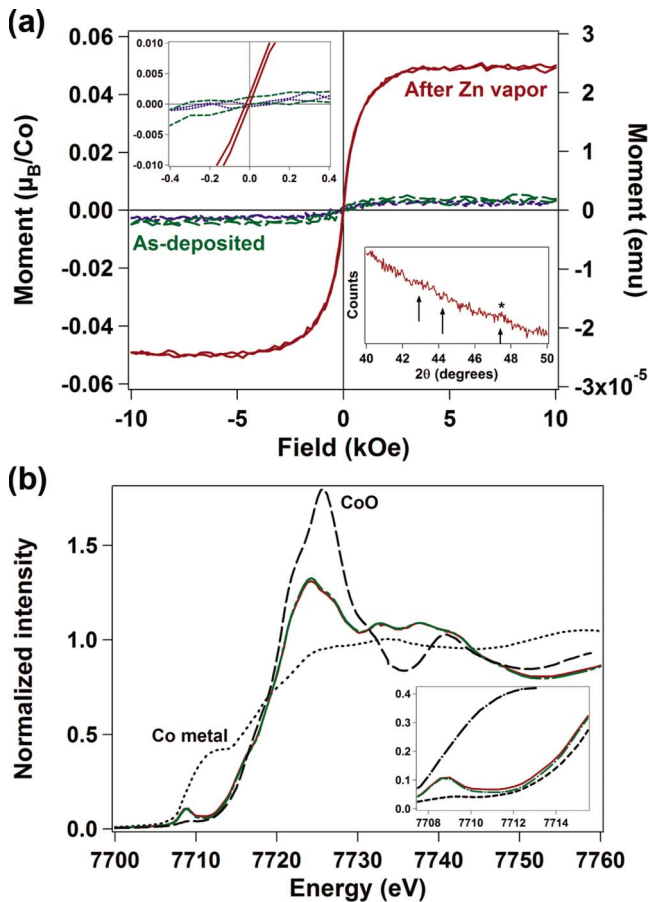 (a)
0.010
0.005
0.000
-0.005
-0.010
-0.4 -0.2 0.0 0.2 0.4
0.06
0.04
0.02
0.00
-0.02
-0.04
-0.06
Moment (μB/Co)
After Zn vapor
As-deposited
3
2
1
0
-1
-2
-3x10-5
Moment (emu)
Counts
*
40 42 44 46 48 50
2θ (degrees)
-10 -5 0 5 10
Field (kOe)
(b)
1.5
1.0
0.5
0.0
Normalized intensity
CoO
Co metal
0.4
0.3
0.2
0.1
0.0
7708 7710 7712 7714
7700 7710 7720 7730 7740 7750 7760
Energy (eV)